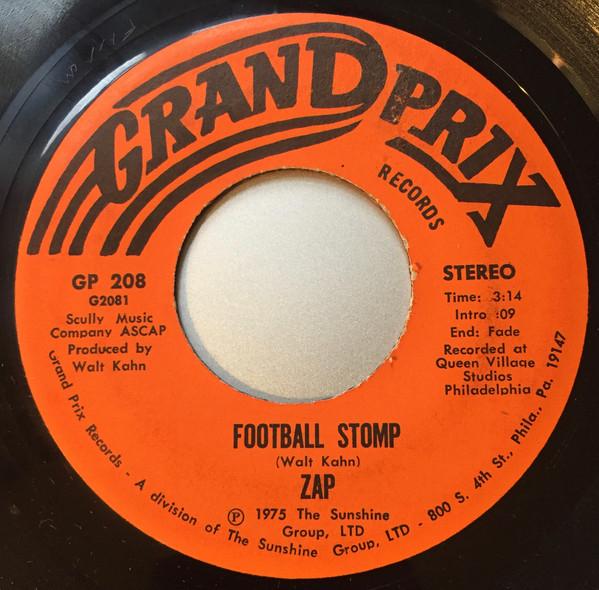 GRAND PRIX
RECORDS
GP 208
G2081
Scully Music
Company ASCAP
Produced by
Walt Kahn
STEREO
Time: 3:14
Intro :09
End: Fade
Recorded at
Queen Village
Studios
Philadelphia
FOOTBALL STOMP
(Walt Kahn)
ZAP
℗ 1975 The Sunshine
Group, LTD
Grand Prix Records - A division of The Sunshine Group, LTD - 800 S. 4th St., Phila., Pa. 19147